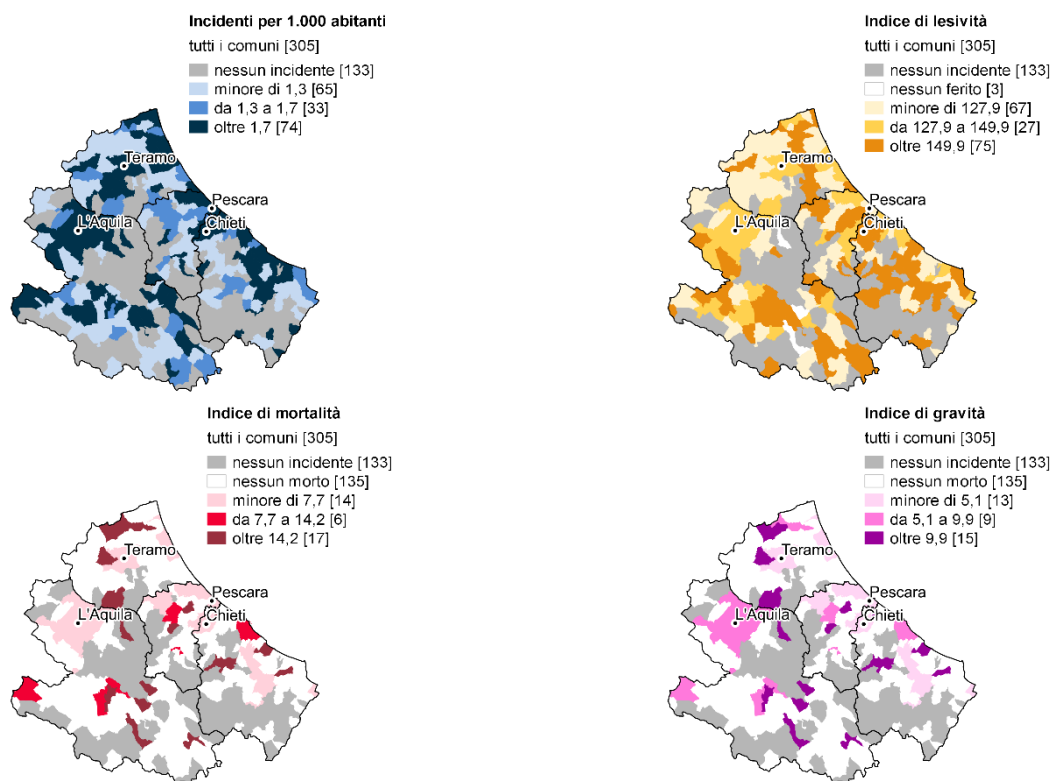 Incidenti per 1.000 abitanti
tutti i comuni [305]
nessun incidente [133]
minore di 1,3 [65]
da 1,3 a 1,7 [33]
oltre 1,7 [74]
Teramo
Pescara
L'Aquila
Chieti
Indice di lesività
tutti i comuni [305]
nessun incidente [133]
nessun ferito [3]
minore di 127,9 [67]
da 127,9 a 149,9 [27]
oltre 149,9 [75]
Teramo
Pescara
L'Aquila
Chieti
Indice di mortalità
tutti i comuni [305]
nessun incidente [133]
nessun morto [135]
minore di 7,7 [14]
da 7,7 a 14,2 [6]
oltre 14,2 [17]
Teramo
Pescara
L'Aquila
Chieti
Indice di gravità
tutti i comuni [305]
nessun incidente [133]
nessun morto [135]
minore di 5,1 [13]
da 5,1 a 9,9 [9]
oltre 9,9 [15]
Teramo
Pescara
L'Aquila
Chieti